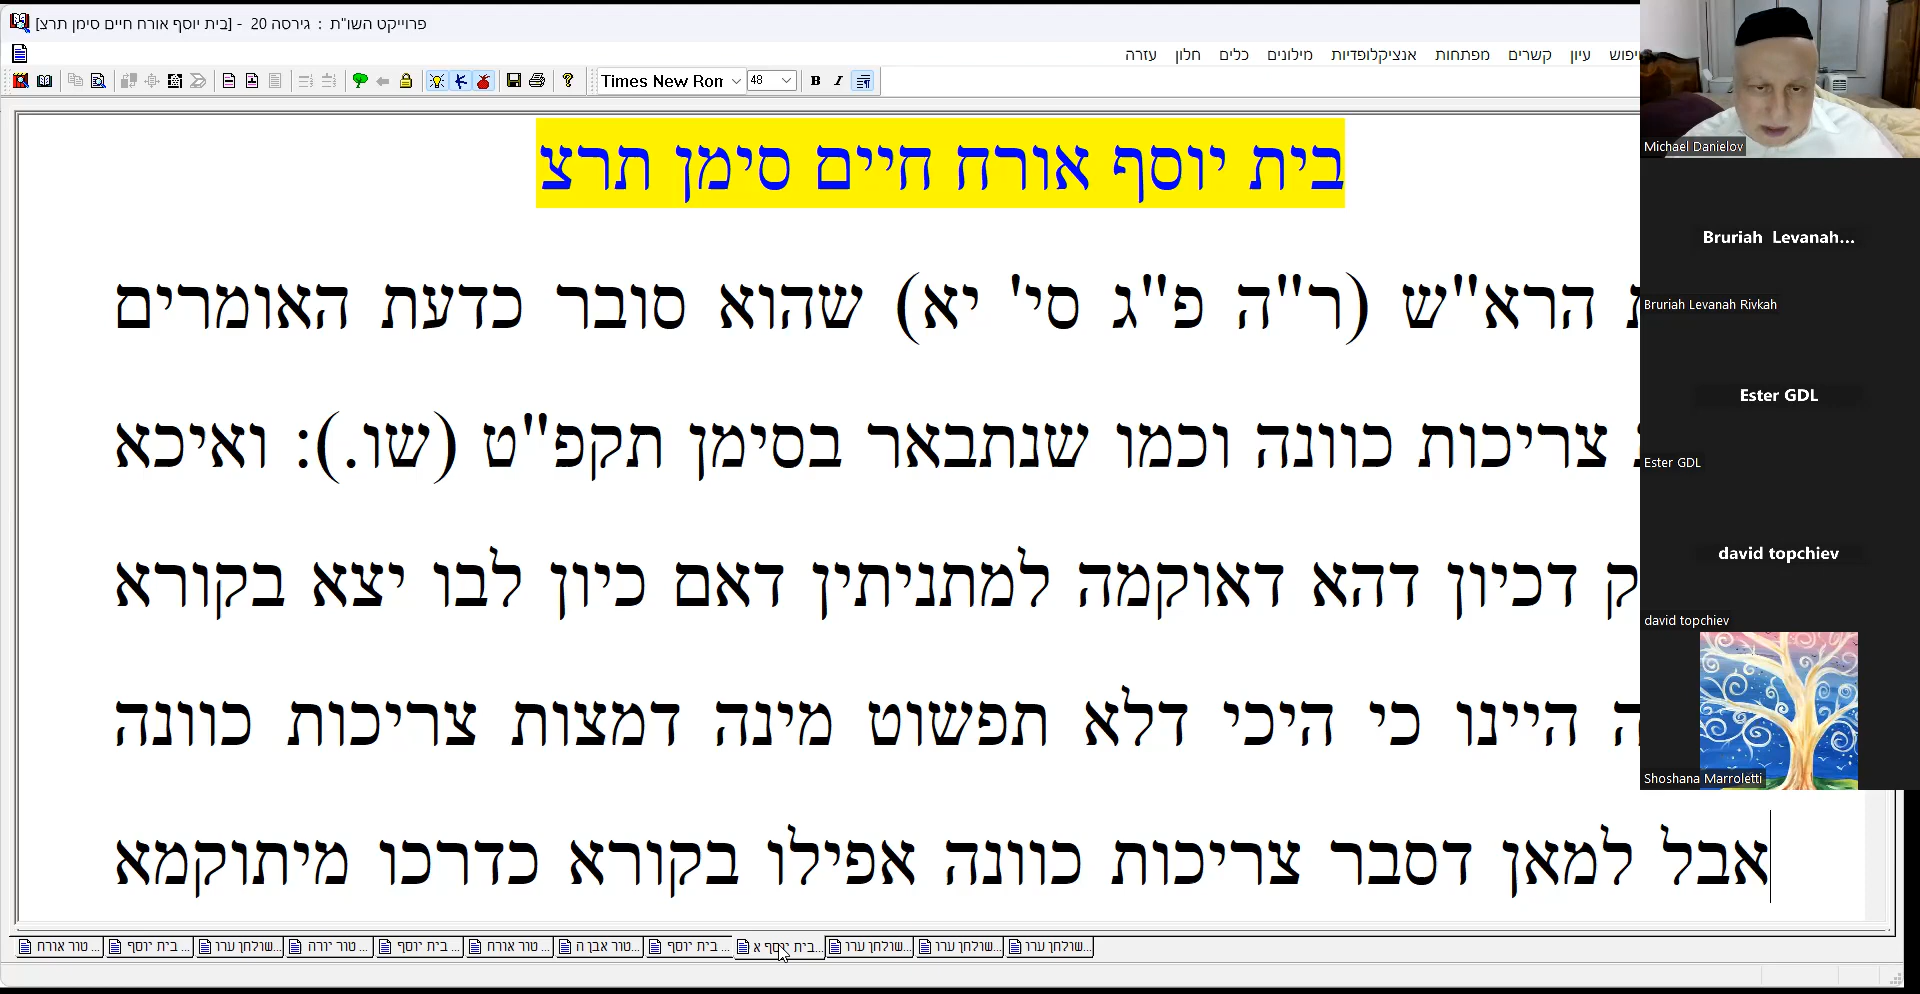 פרוייקט השו"ת : גירסה 20 - [בית יוסף אורח חיים סימן תרצ]
עיון קשרים מפתחות אנציקלופדיות מילונים כלים חלון עזרה
Times New Ron 48 B I
בית יוסף אורח חיים סימן תרצ
הרא"ש (ר"ה פ"ג סי' יא) שהוא סובר כדעת האומרים
צריכות כוונה וכמו שנתבאר בסימן תקפ"ט (שו.): ואיכא
דכיון דהא דאוקמה למתניתין דאם כיון לבו יצא בקורא
היינו כי היכי דלא תפשוט מינה דמצות צריכות כוונה
אבל למאן דסבר צריכות כוונה אפילו בקורא כדרכו מיתוקמא
Michael Danielov
Bruriah Levanah...
Bruriah Levanah Rivkah
Ester GDL
Ester GDL
david topchiev
david topchiev
Shoshana Marroletti
טור אורח ...
בית יוסף ...
שולחן ערו...
טור יורה ...
בית יוסף ...
טור אורח ...
טור אבן ה...
בית יוסף ...
בית יוסף א...
שולחן ערו...
שולחן ערו...
שולחן ערו...